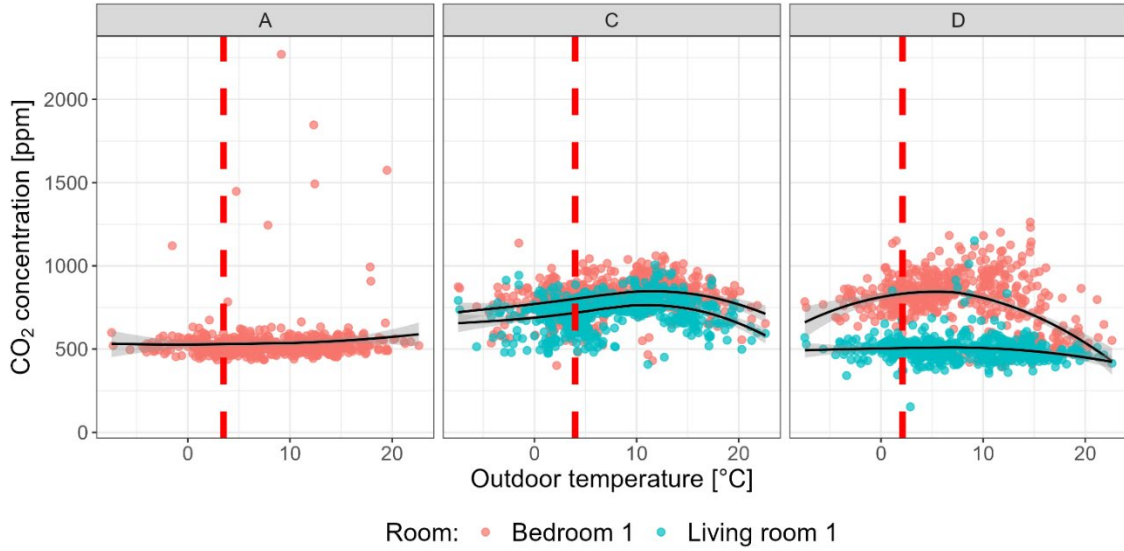 A C D
CO₂ concentration [ppm]
2000
1500
1000
500
0
0 10 20 0 10 20 0 10 20
Outdoor temperature [°C]
Room: Bedroom 1 Living room 1